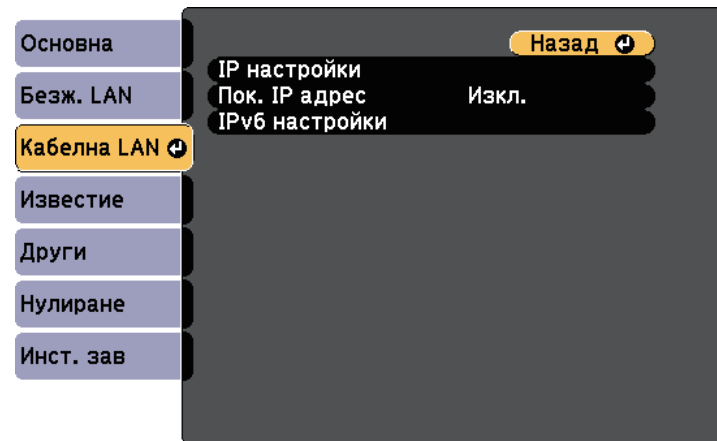 Основна
Безж. LAN
Кабелна LAN
Известие
Други
Нулиране
Инст. зав
Назад
IP настройки
Пок. IP адрес Изкл.
IPv6 настройки